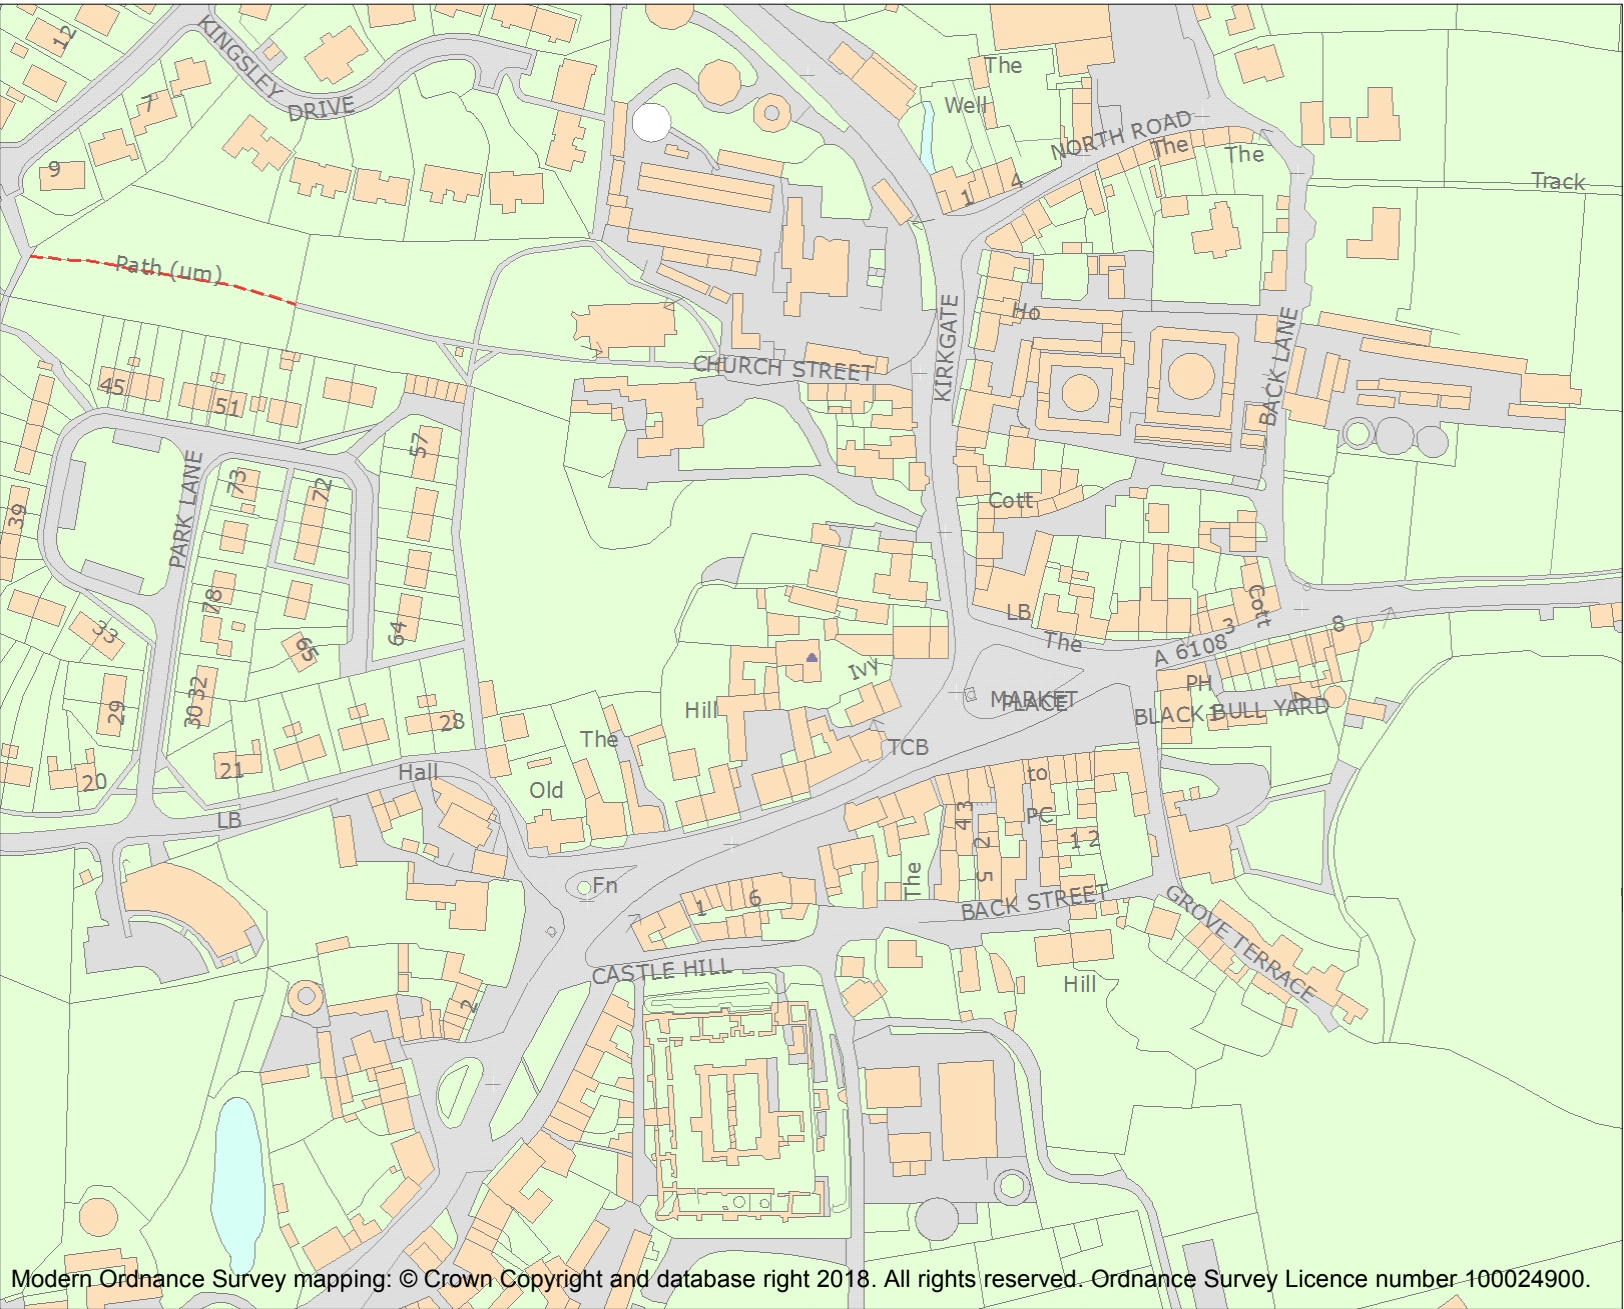 12
KINGSLEY
DRIVE
7
9
The
Well
NORTH ROAD
The
The
1
4
Track
Path (um)
Ho
KIRKGATE
CHURCH STREET
BACK LANE
45
51
57
PARK LANE
73
72
39
Cott
78
64
33
65
LB
The
3
Cott
A 6108
8
Ivy
MARKET
PLACE
PH
BLACK
BULL YARD
1
4
30 32
29
28
Hill
The
TCB
20
21
Hall
Old
to
LB
43
PC
2
1 2
5
The
Fn
1
6
BACK STREET
GROVE TERRACE
CASTLE HILL
Hill
2
Modern Ordnance Survey mapping: © Crown Copyright and database right 2018. All rights reserved. Ordnance Survey Licence number 100024900.